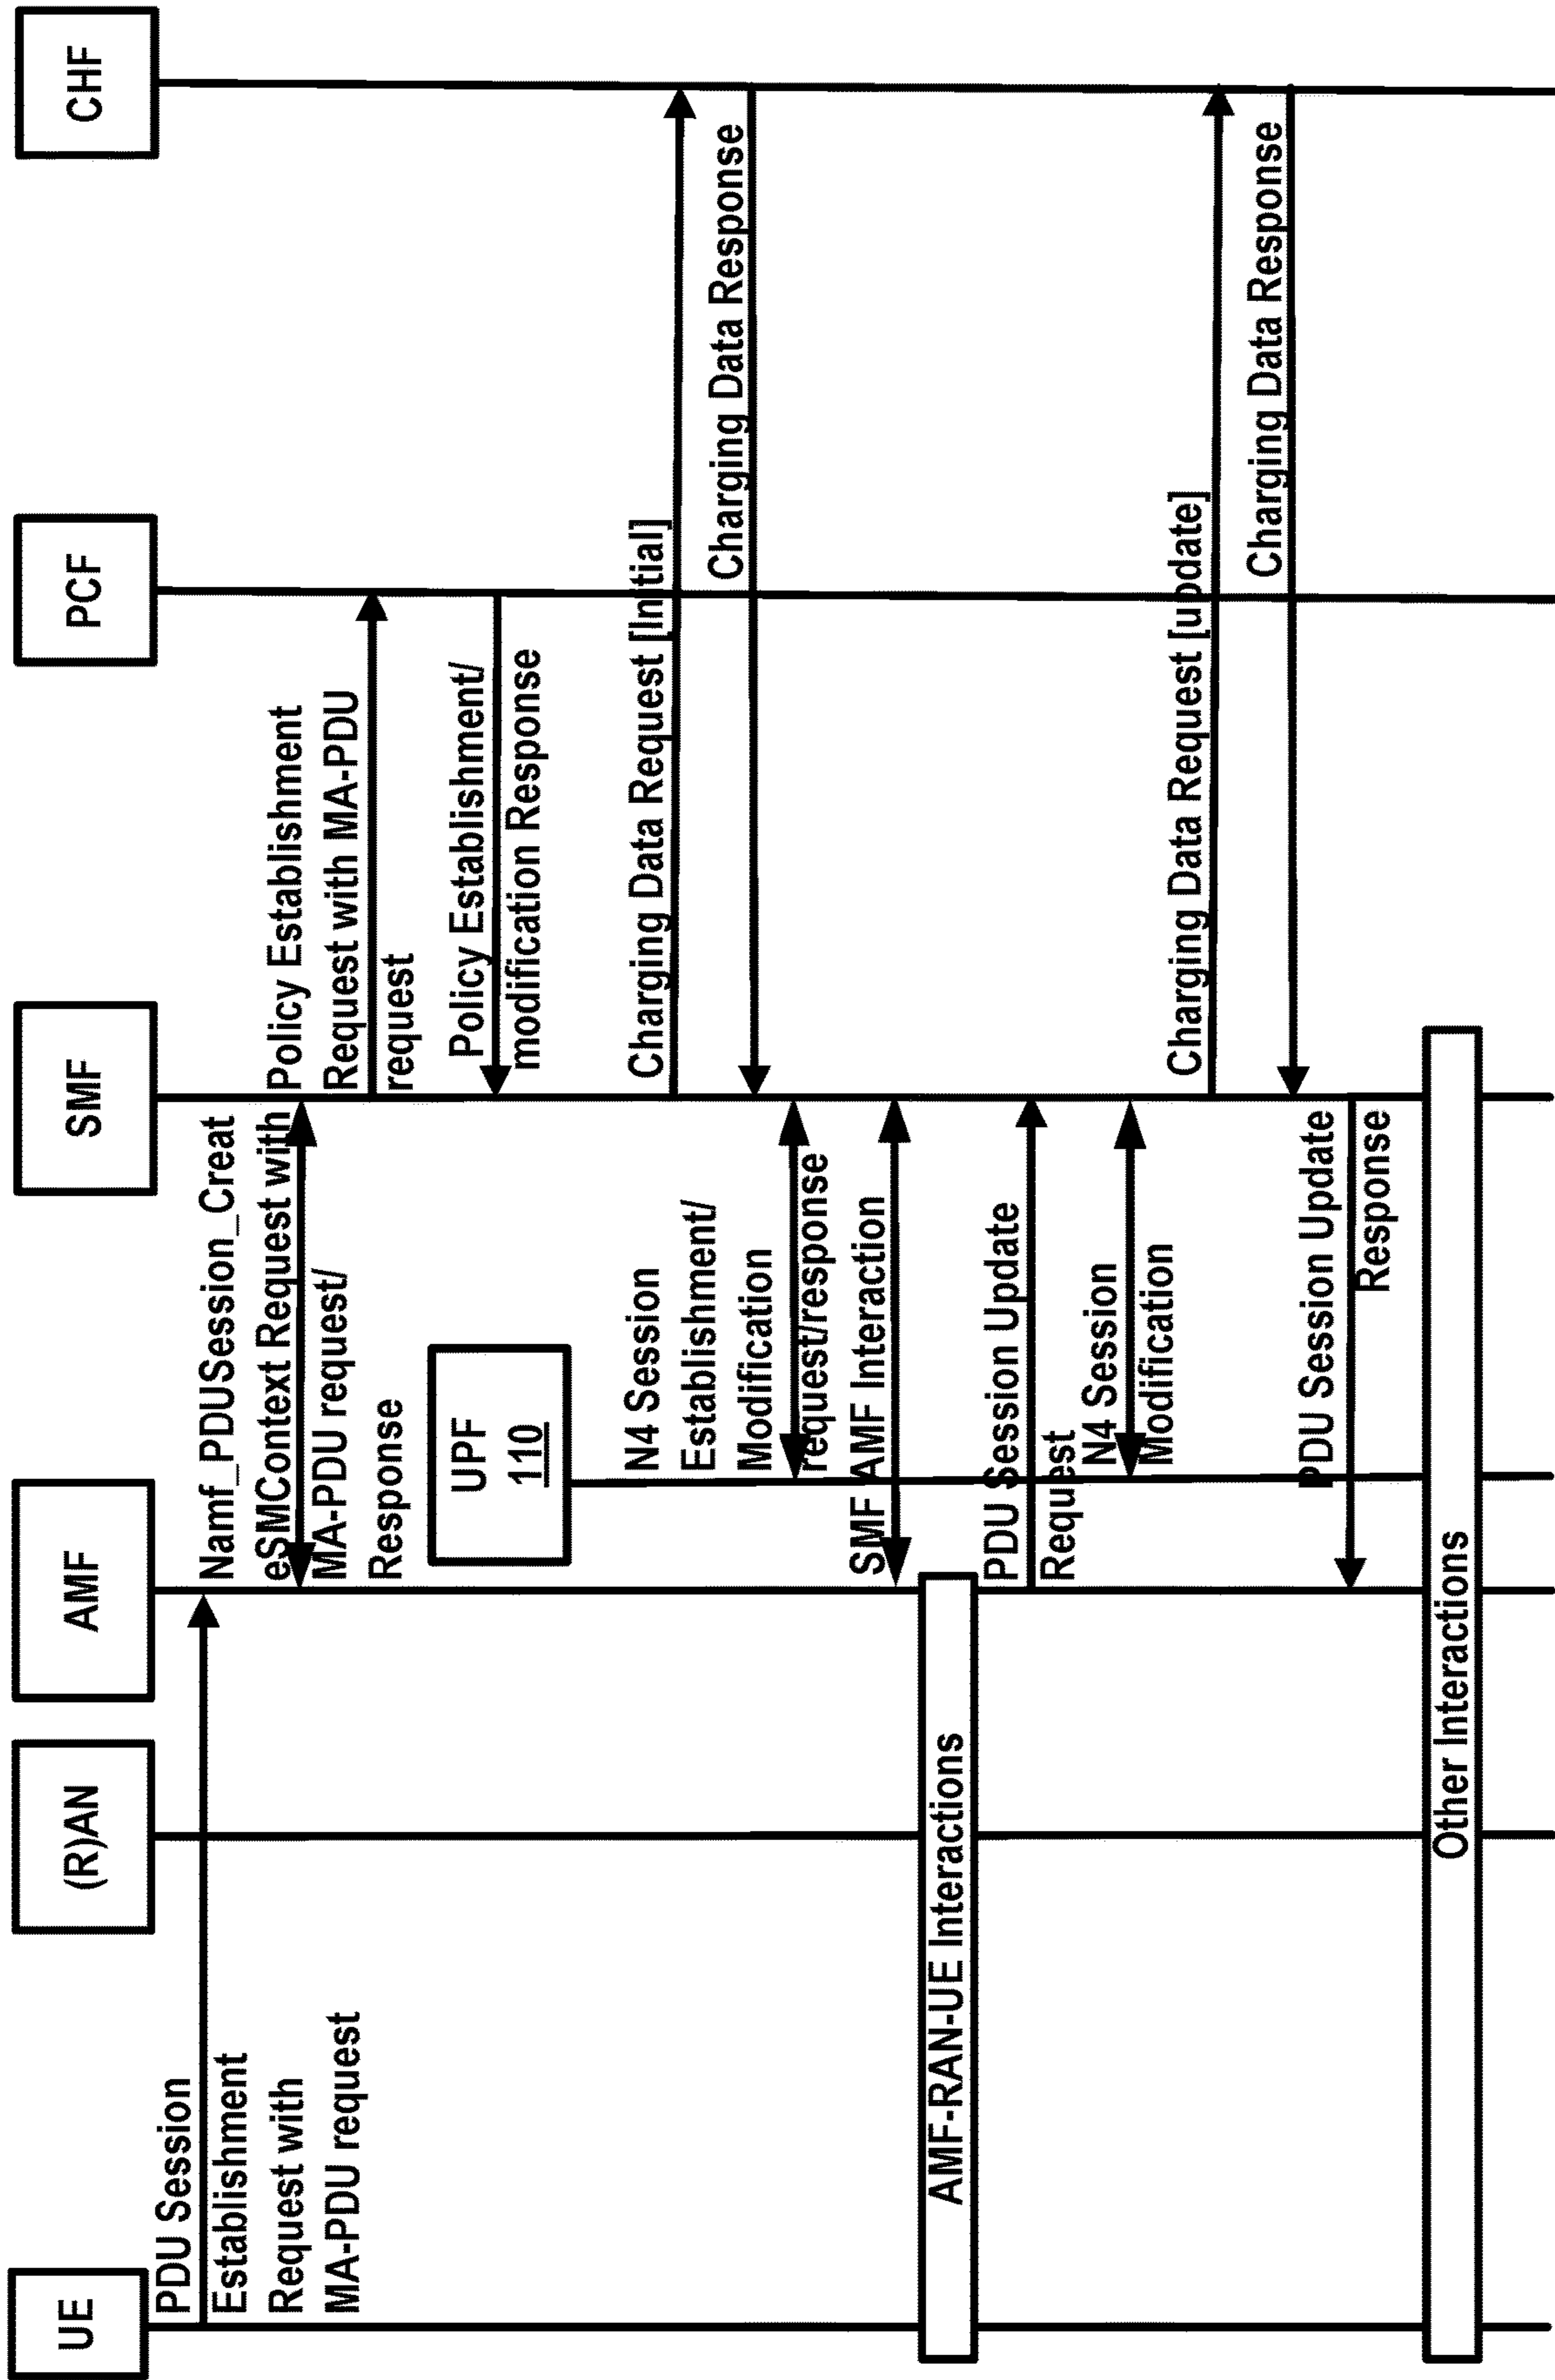 UE
(R)AN
AMF
SMF
PCF
CHF
PDU Session
Establishment
Request with
MA-PDU request
Namf_PDUSession_Creat
eSMContext Request with
MA-PDU request/
Response
Policy Establishment
Request with MA-PDU
request
UPF
110
Policy Establishment/
modification Response
Charging Data Request [Initial]
Charging Data Response
N4 Session
Establishment/
Modification
request/response
SMF AMF Interaction
AMF-RAN-UE Interactions
PDU Session Update
Request
N4 Session
Modification
Charging Data Request [update]
Charging Data Response
PDU Session Update
Response
Other Interactions